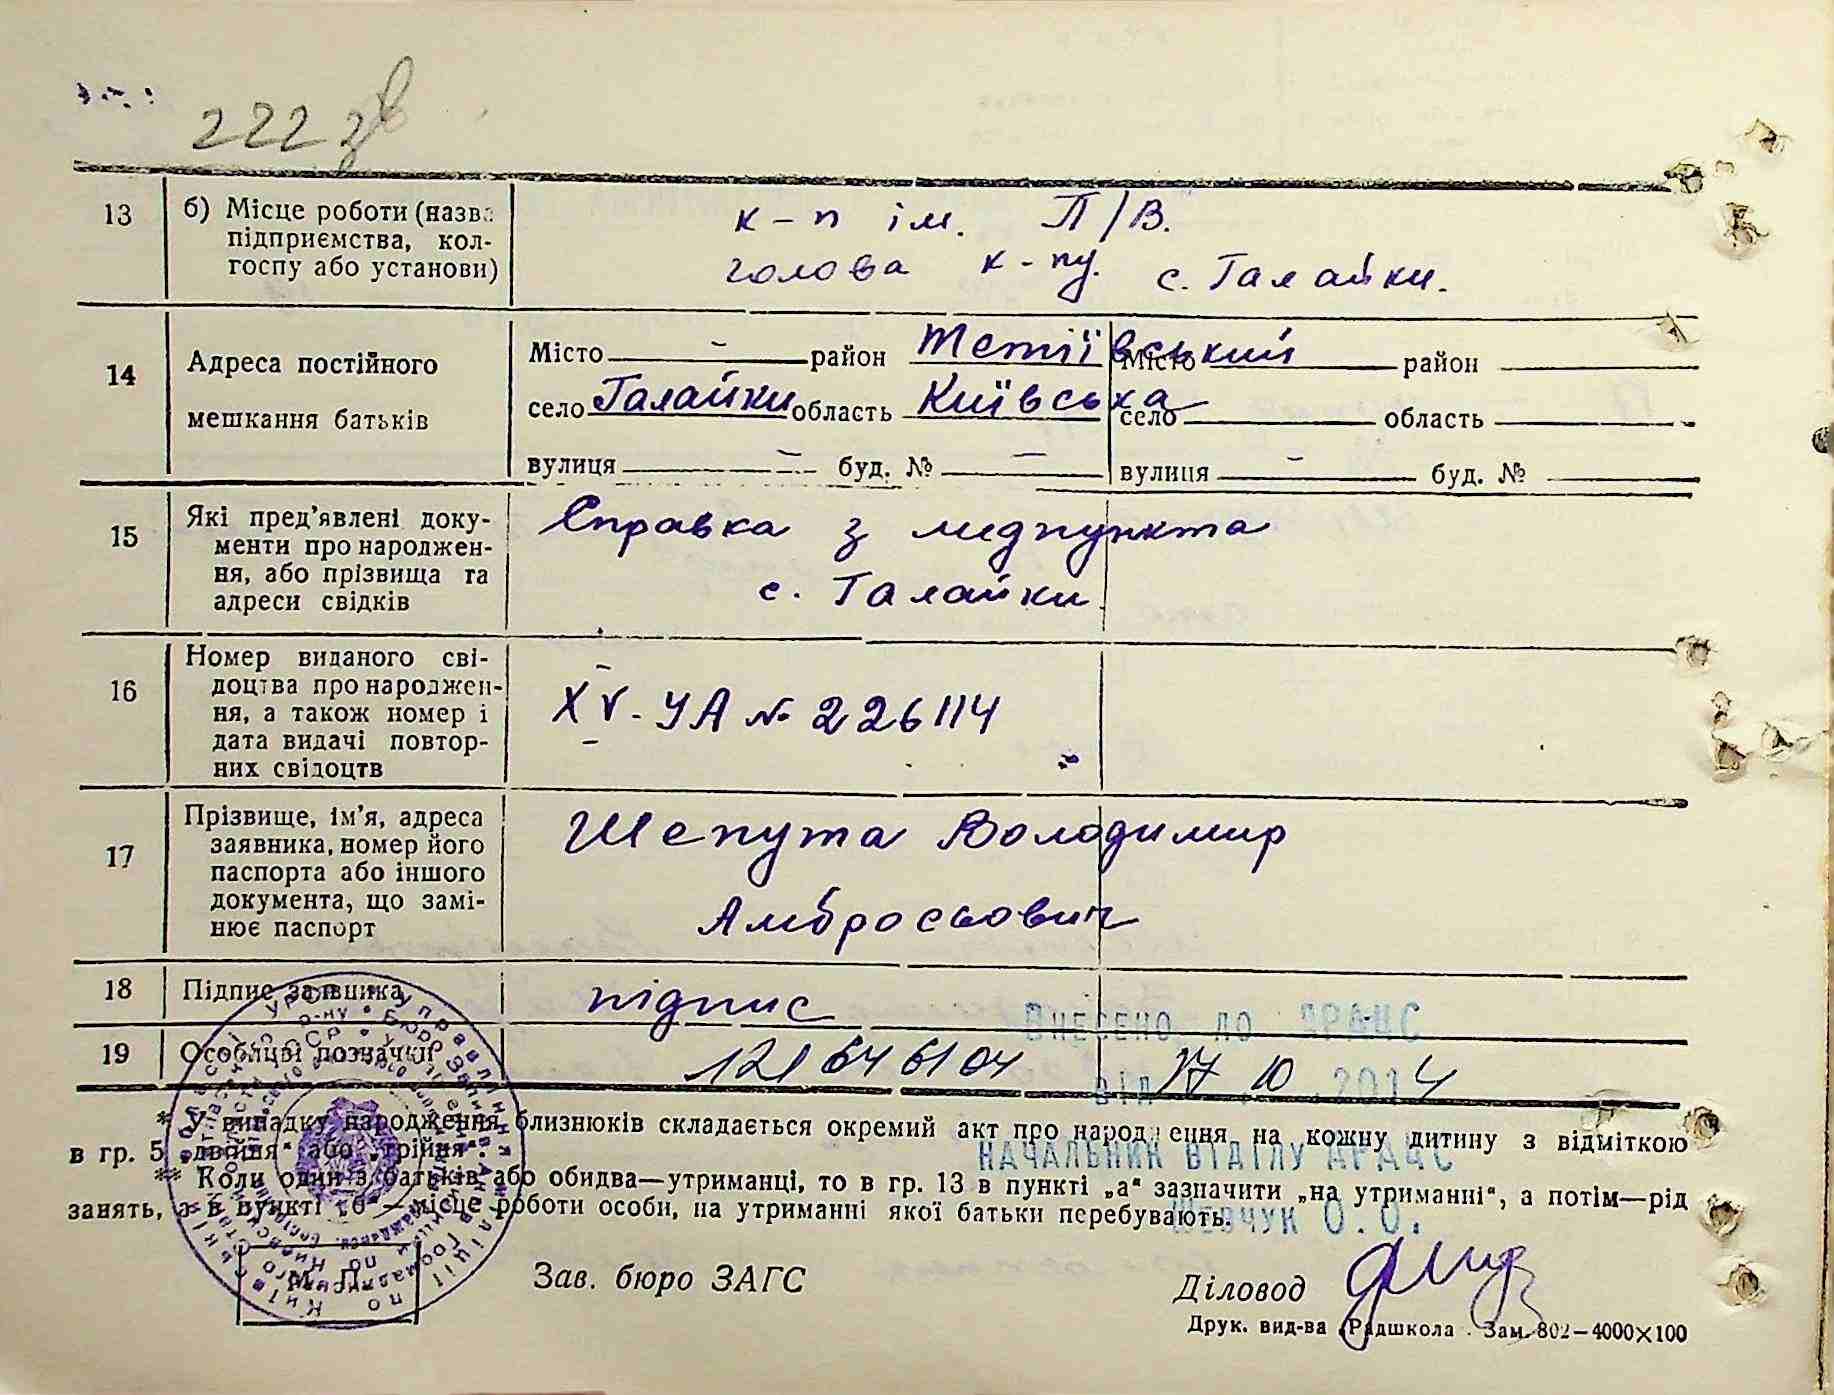 222 зв
13 б) Місце роботи (назва
підприємства, кол-
госпу або установи)
к-п ім. П/В.
голова к-пу. с. Галайки.
14 Адреса постійного
мешкання батьків
Місто — район Тетіївський Місто район
село Галайки область Київська село область
вулиця — буд. № — вулиця — буд. №
15 Які пред'явлені доку-
менти про народжен-
ня, або прізвища та
адреси свідків
Справка з медпункта
с. Галайки.
16 Номер виданого сві-
доцтва про народжен-
ня, а також номер і
дата видачі повтор-
них свідоцтв
XV-УА № 226114
17 Прізвище, ім'я, адреса
заявника, номер його
паспорта або іншого
документа, що замі-
нює паспорт
Шепута Володимир
Амбросьович
18 Підпис заявника
підпис
ВНЕСЕНО ДО ДРАЦС
19 Особливі позначки
12164 6104 17 10 2014
ВІД
* У випадку народження близнюків складається окремий акт про народження на кожну дитину з відміткою
в гр. 5 „двійня“ або „трійня“.
НАЧАЛЬНИК ВІДДІЛУ ДРАЦС
** Коли один з батьків або обидва—утриманці, то в гр. 13 в пункті „а“ зазначити „на утриманні“, а потім—рід
занять, а в пункті „б“ — місце роботи особи, на утриманні якої батьки перебувають.
ШЕВЧУК О.О.
М. П.
Зав. бюро ЗАГС
Діловод
Друк. вид-ва „Радшкола“. Зам. 802—4000×100